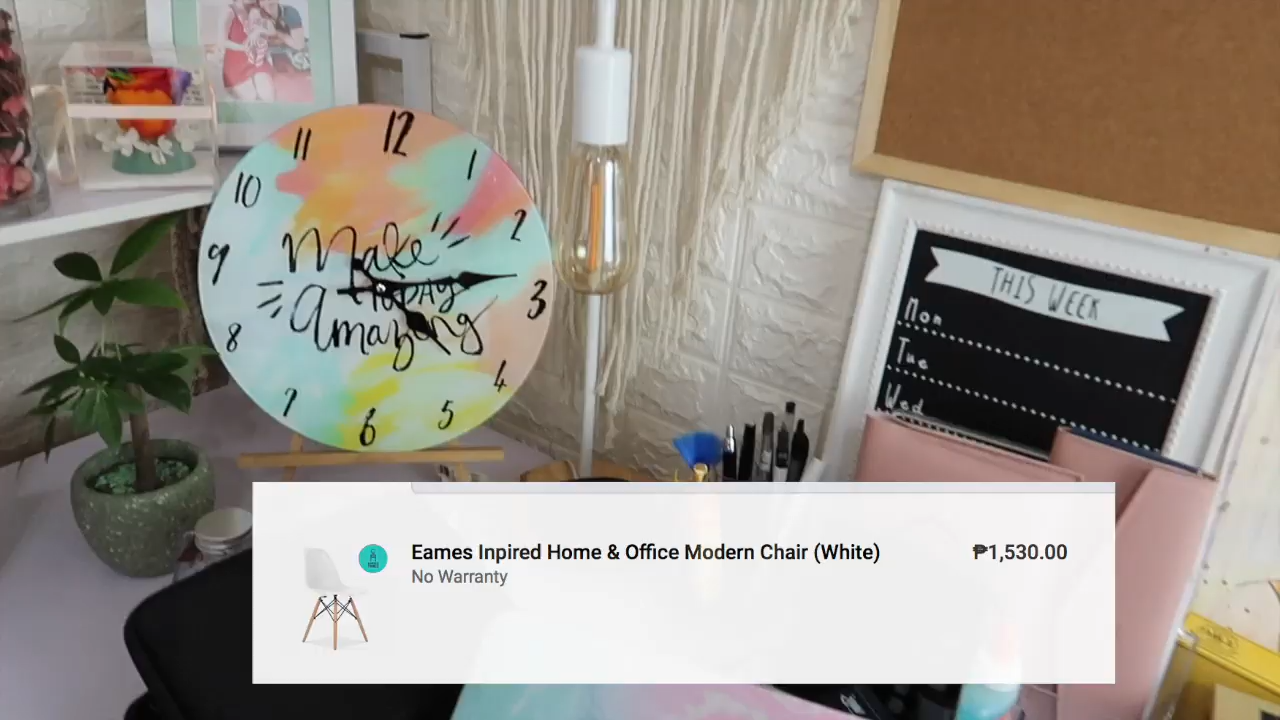 12
11
1
10
2
9
3
8
4
7
5
6
Make
Today
Amazing
THIS WEEK
Mon
Tue
Wed
Eames Inpired Home & Office Modern Chair (White)
₱1,530.00
No Warranty